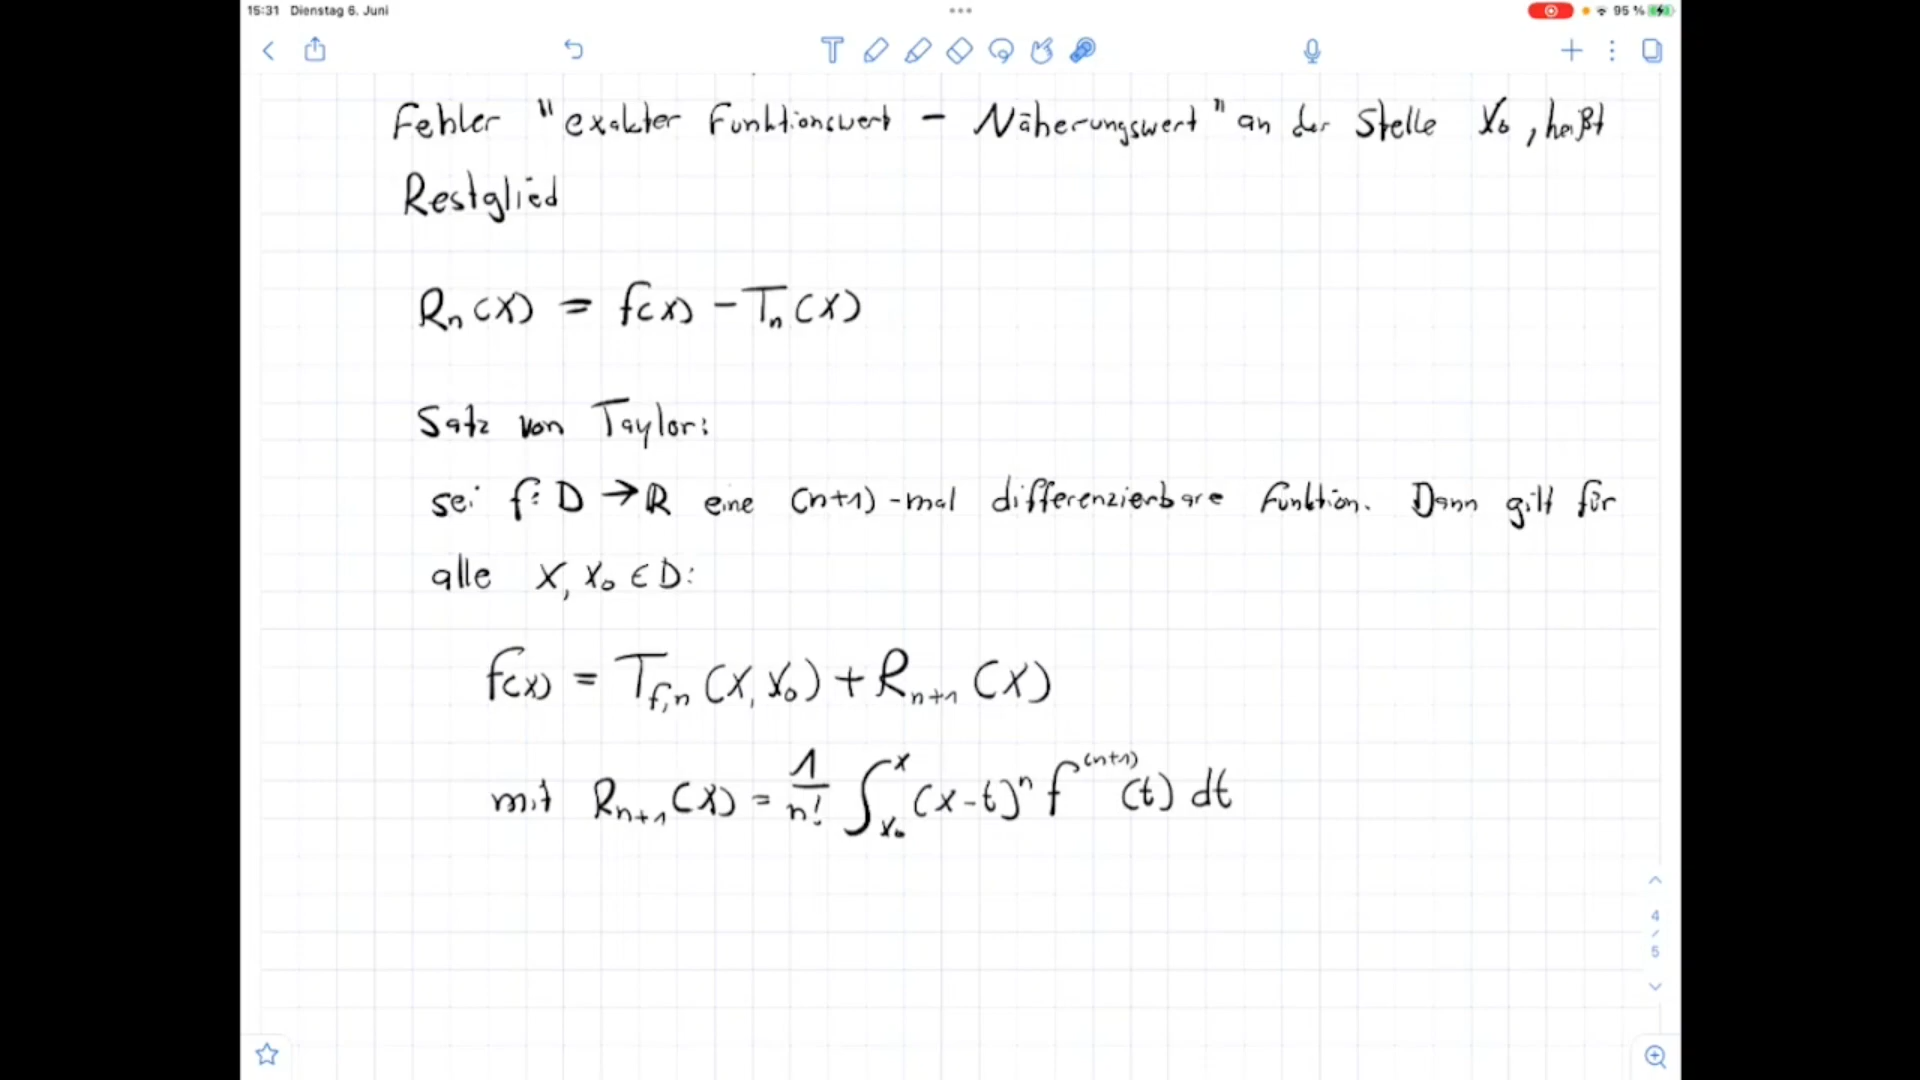 15:31 Dienstag 6. Juni
95 %
Fehler "exakter Funktionswert - Näherungswert" an der Stelle x₀, heißt
Restglied
Rₙ(x) = f(x) - Tₙ(x)
Satz von Taylor:
sei f: D → ℝ eine (n+1)-mal differenzierbare Funktion. Dann gilt für
alle x, x₀ ∈ D:
f(x) = T_{f,n}(x, x₀) + R_{n+1}(x)
mit R_{n+1}(x) = 1/n! ∫_{x₀}^{x} (x-t)ⁿ f^{(n+1)}(t) dt
4
/
5